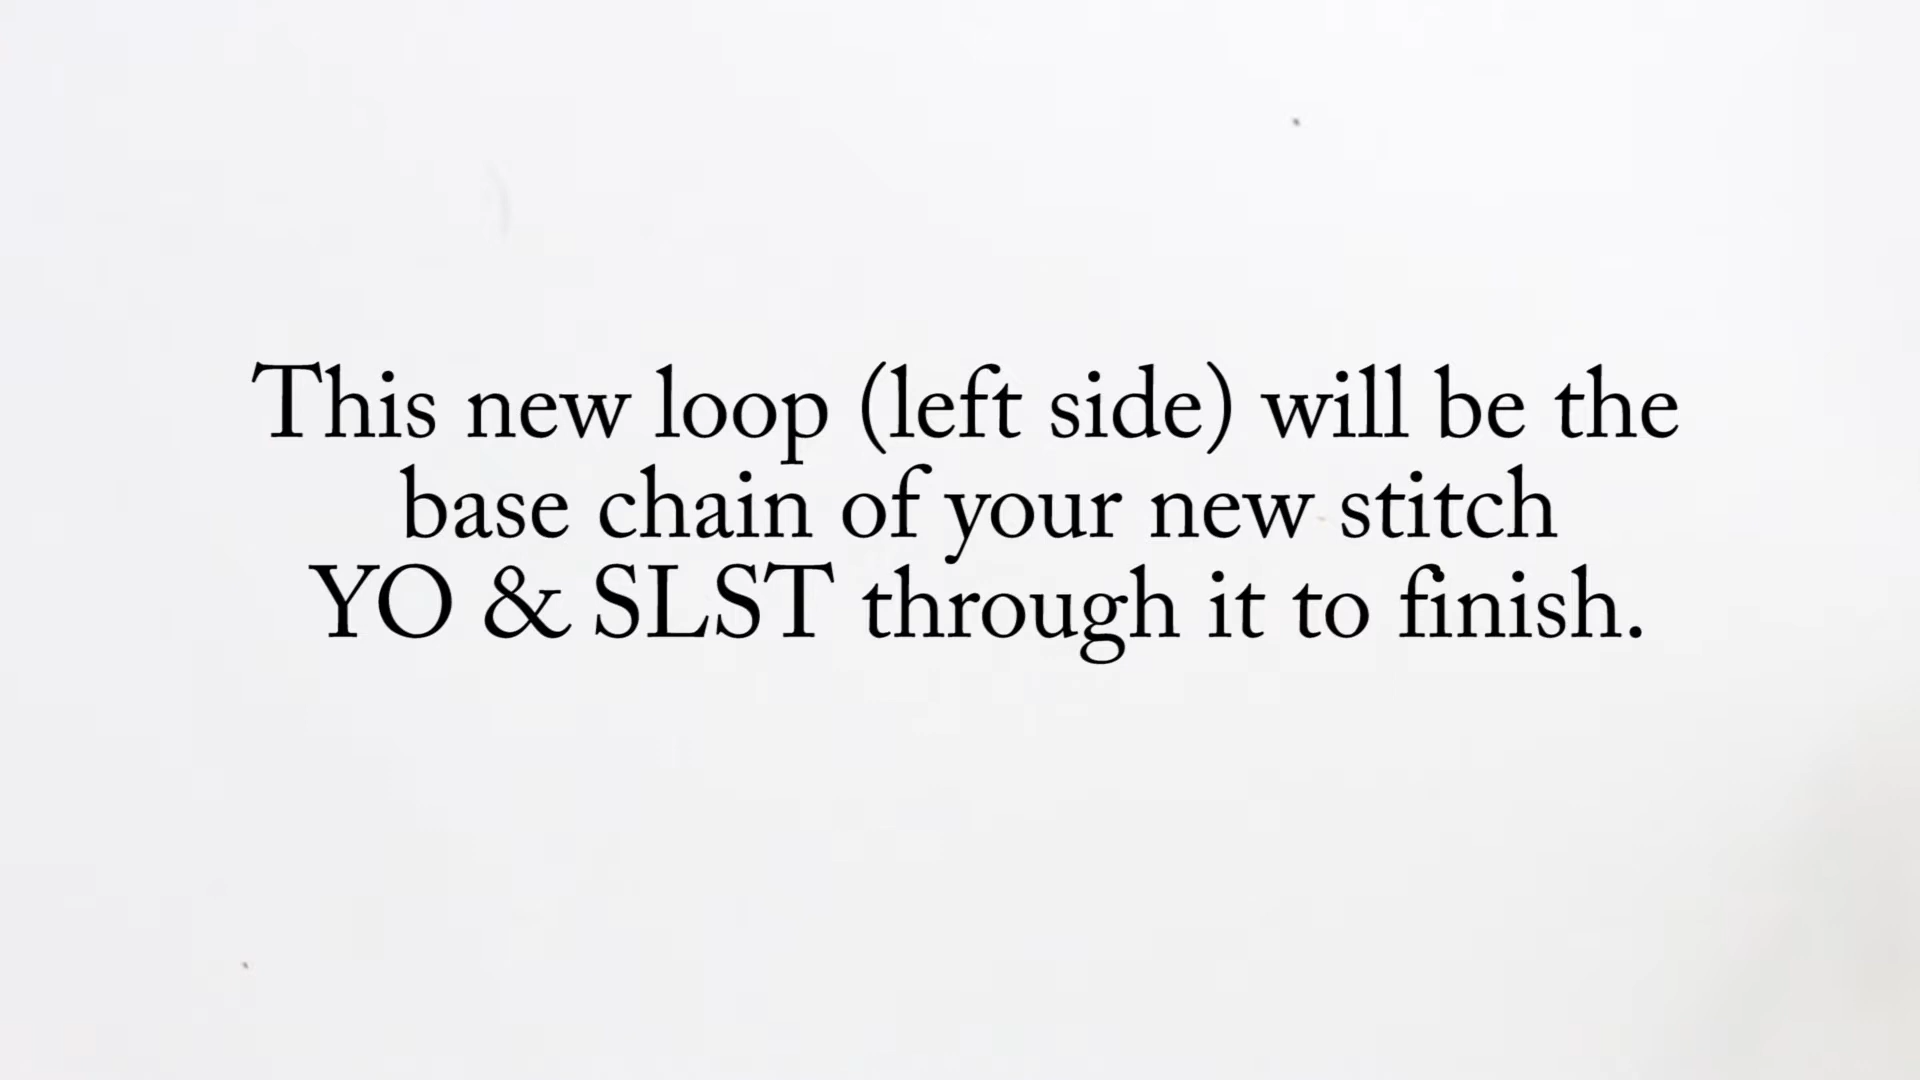 This new loop (left side) will be the
base chain of your new stitch
YO & SLST through it to finish.